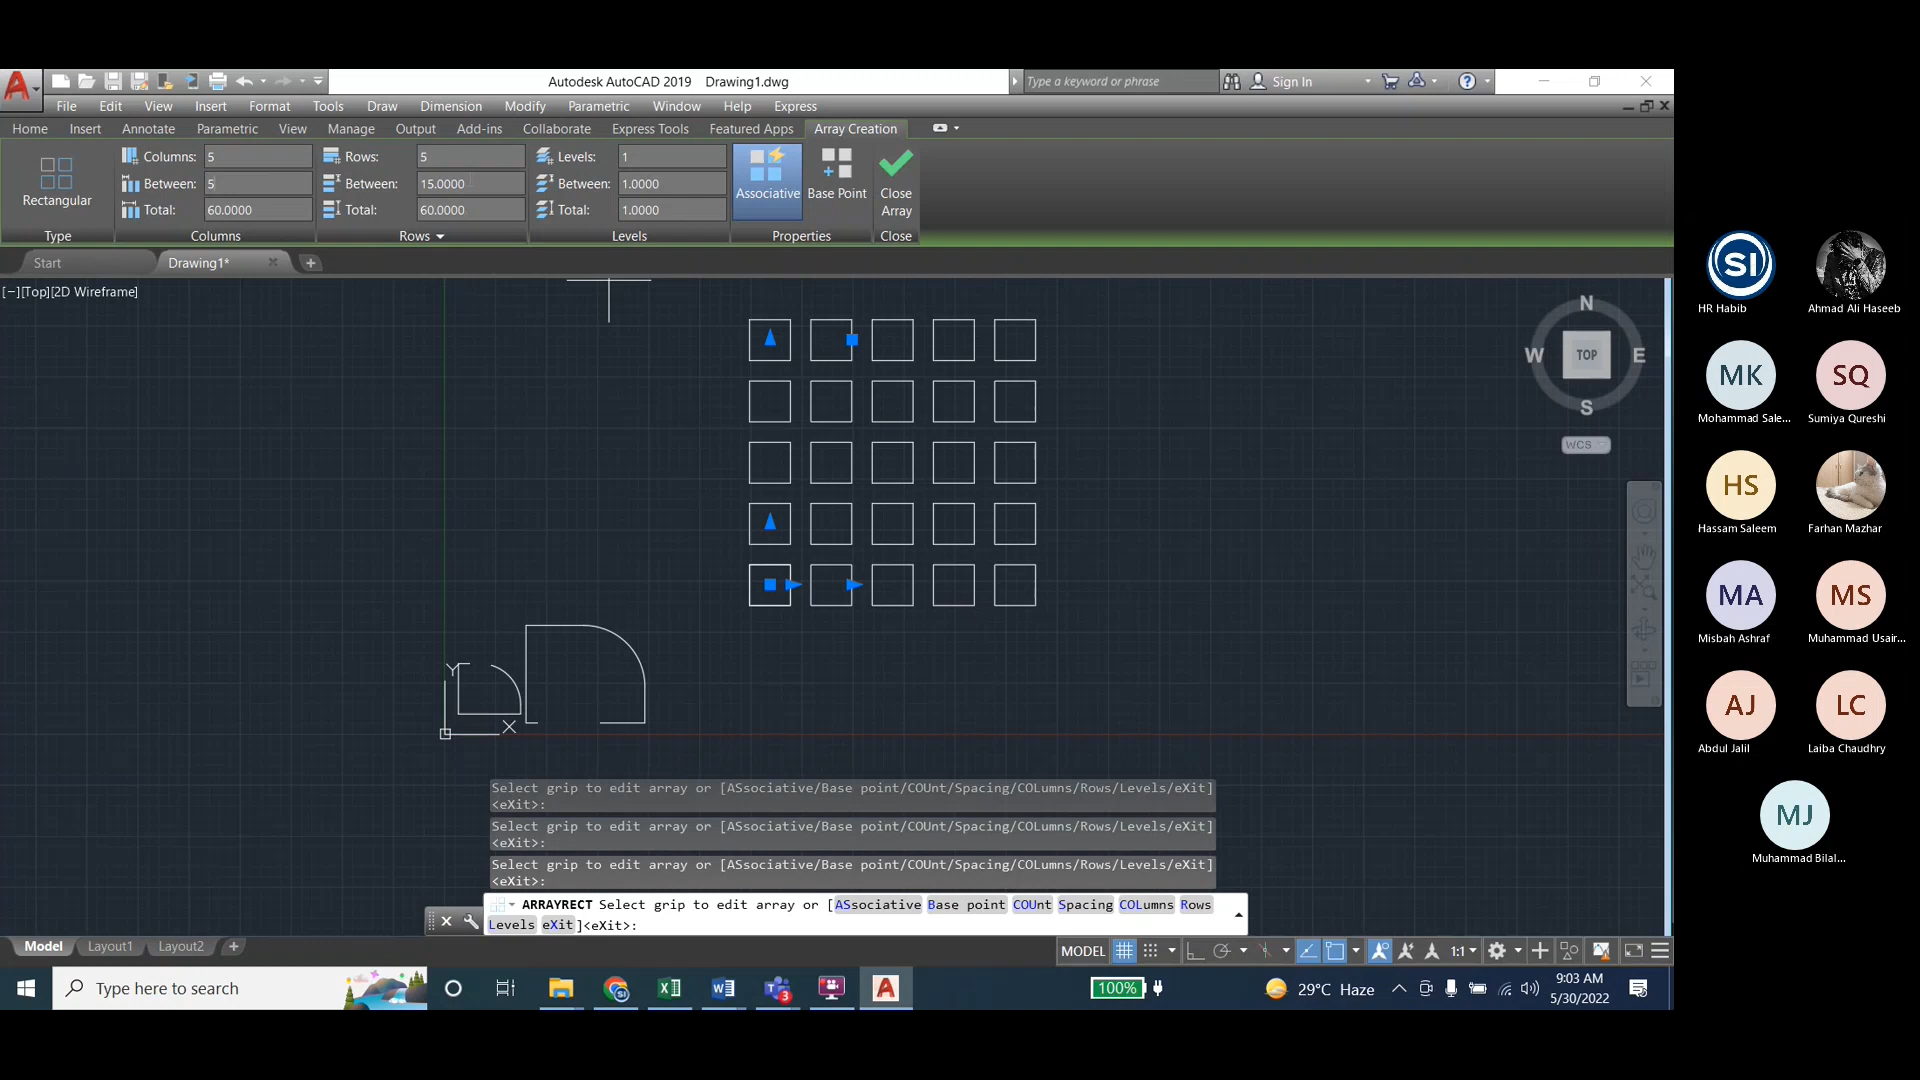 Autodesk AutoCAD 2019 Drawing1.dwg
Type a keyword or phrase
Sign In
File Edit View Insert Format Tools Draw Dimension Modify Parametric Window Help Express
Home Insert Annotate Parametric View Manage Output Add-ins Collaborate Express Tools Featured Apps Array Creation
Columns: 5 Rows: 5 Levels: 1
Between: 5 Between: 15.0000 Between: 1.0000
Total: 60.0000 Total: 60.0000 Total: 1.0000
Rectangular
Associative
Base Point
Close
Array
Type Columns Rows Levels Properties Close
Start Drawing1*
[−][Top][2D Wireframe]
N
W TOP E
S
WCS
Y
X
Select grip to edit array or [ASsociative/Base point/COUnt/Spacing/COLumns/Rows/Levels/eXit]
<eXit>:
Select grip to edit array or [ASsociative/Base point/COUnt/Spacing/COLumns/Rows/Levels/eXit]
<eXit>:
Select grip to edit array or [ASsociative/Base point/COUnt/Spacing/COLumns/Rows/Levels/eXit]
<eXit>:
ARRAYRECT Select grip to edit array or [ASsociative Base point COUnt Spacing COLumns Rows
Levels eXit]<eXit>:
Model Layout1 Layout2
MODEL 1:1
Type here to search
3
100%
29°C Haze
9:03 AM
5/30/2022
SI
HR Habib
Ahmad Ali Haseeb
MK
Mohammad Sale...
SQ
Sumiya Qureshi
HS
Hassam Saleem
Farhan Mazhar
MA
Misbah Ashraf
MS
Muhammad Usair...
AJ
Abdul Jalil
LC
Laiba Chaudhry
MJ
Muhammad Bilal...